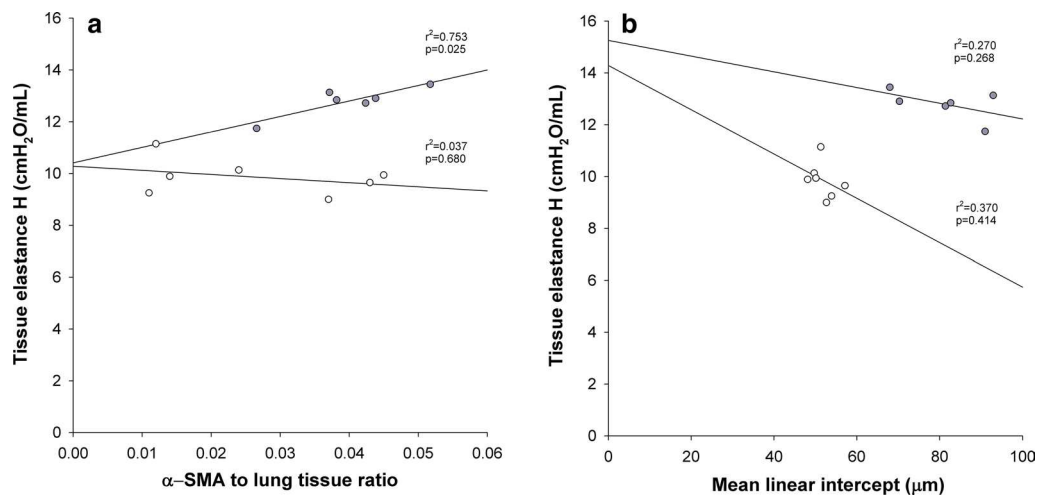 a
r²=0.753
p=0.025
r²=0.037
p=0.680
16
14
12
10
8
6
4
2
0
0.00 0.01 0.02 0.03 0.04 0.05 0.06
Tissue elastance H (cmH₂O/mL)
α–SMA to lung tissue ratio
b
r²=0.270
p=0.268
r²=0.370
p=0.414
16
14
12
10
8
6
4
2
0
0 20 40 60 80 100
Tissue elastance H (cmH₂O/mL)
Mean linear intercept (μm)